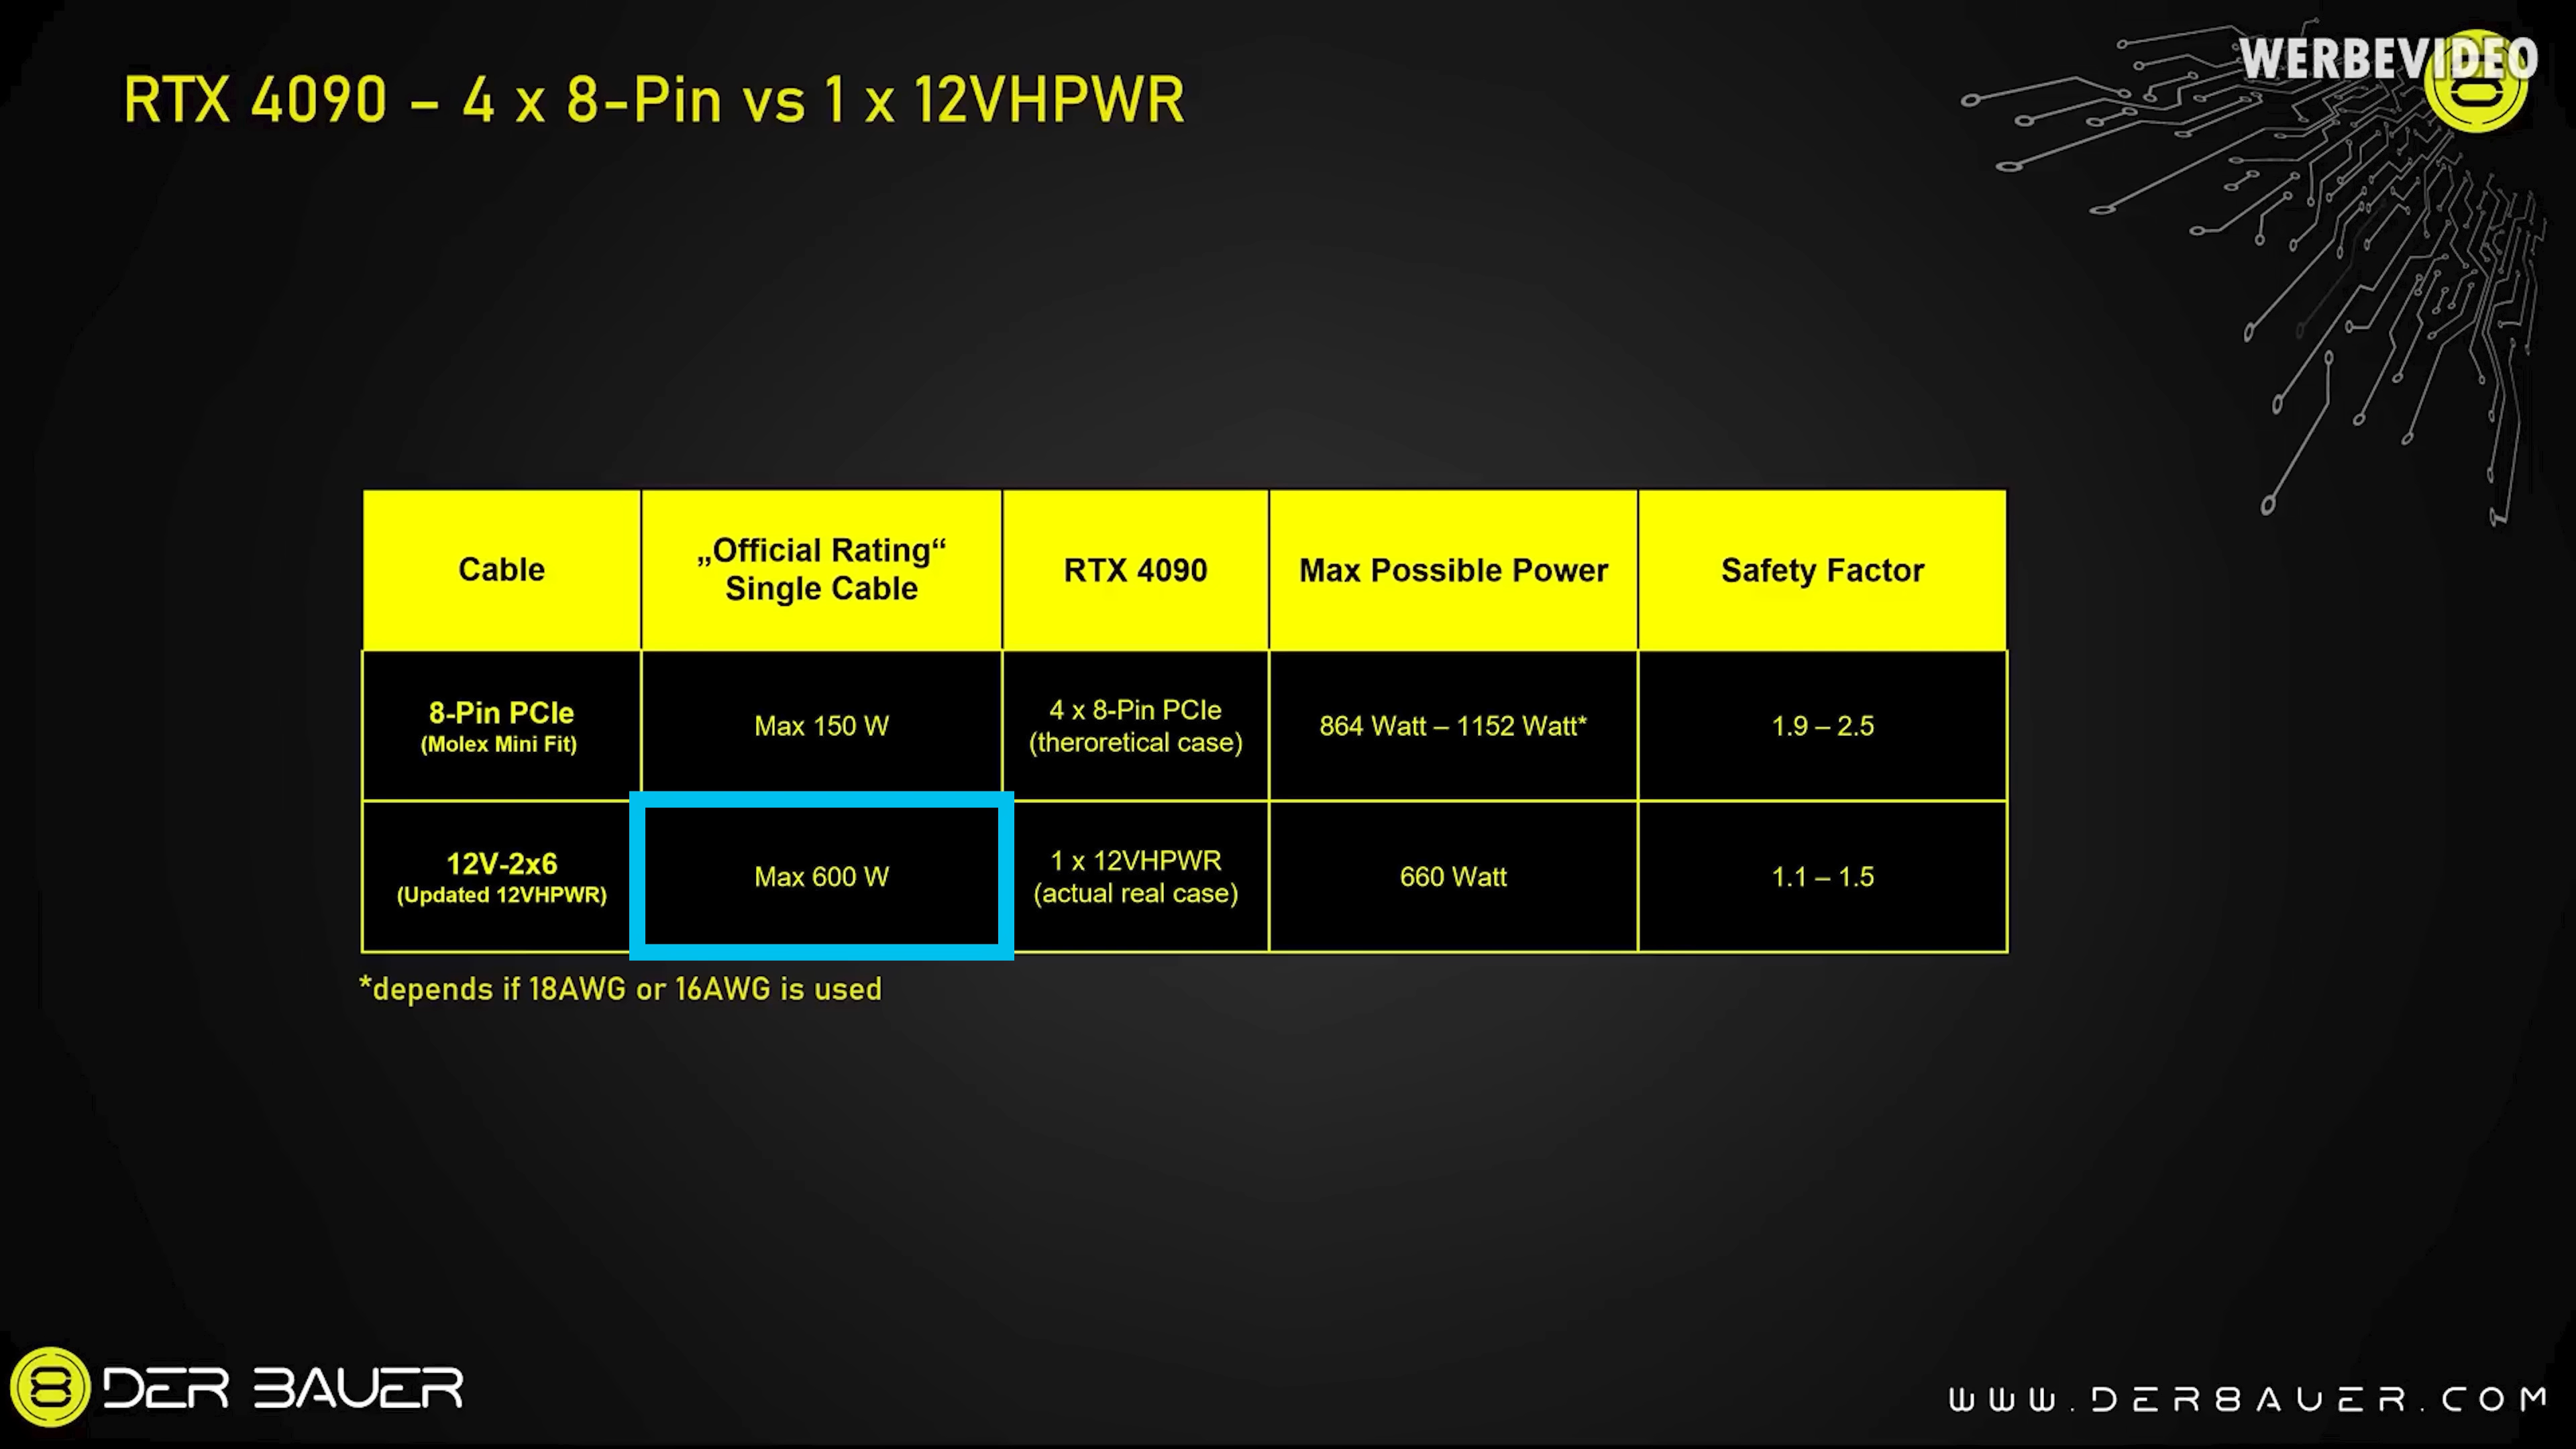 WERBEVIDEO
RTX 4090 – 4 x 8-Pin vs 1 x 12VHPWR
Cable
„Official Rating“
Single Cable
RTX 4090
Max Possible Power
Safety Factor
8-Pin PCIe
(Molex Mini Fit)
Max 150 W
4 x 8-Pin PCIe
(theroretical case)
864 Watt – 1152 Watt*
1.9 – 2.5
12V-2x6
(Updated 12VHPWR)
Max 600 W
1 x 12VHPWR
(actual real case)
660 Watt
1.1 – 1.5
*depends if 18AWG or 16AWG is used
DER 8AUER
WWW.DER8AUER.COM